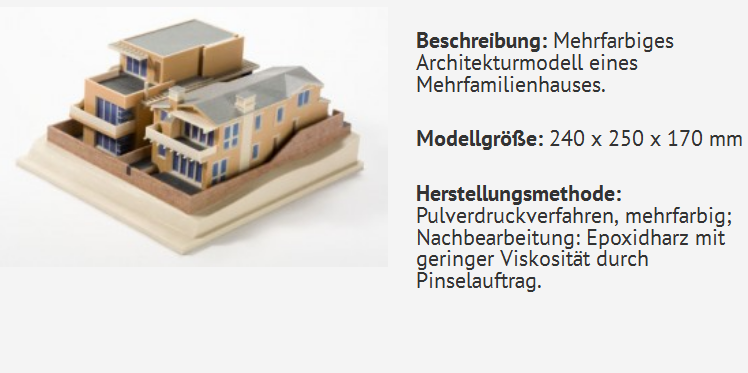 Beschreibung: Mehrfarbiges
Architekturmodell eines
Mehrfamilienhauses.
Modellgröße: 240 x 250 x 170 mm
Herstellungsmethode:
Pulverdruckverfahren, mehrfarbig;
Nachbearbeitung: Epoxidharz mit
geringer Viskosität durch
Pinselauftrag.